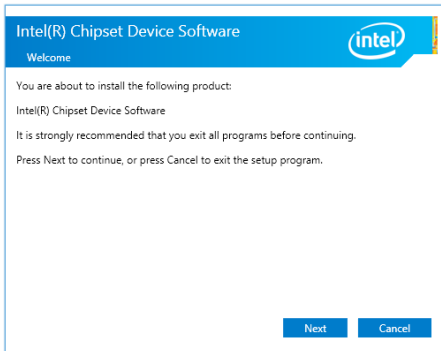 Intel(R) Chipset Device Software
intel
Welcome
You are about to install the following product:
Intel(R) Chipset Device Software
It is strongly recommended that you exit all programs before continuing.
Press Next to continue, or press Cancel to exit the setup program.
Next
Cancel